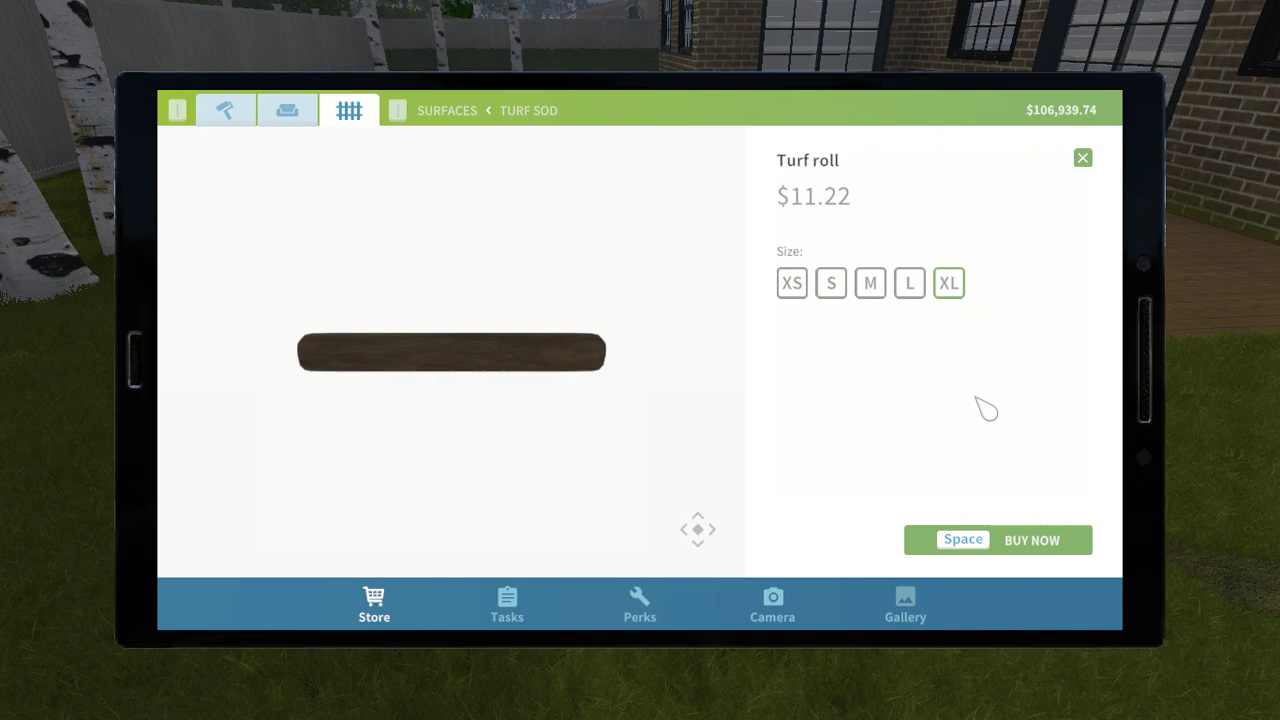 SURFACES < TURF SOD
$106,939.74
Turf roll
$11.22
Size:
XS S M L XL
Space BUY NOW
Store Tasks Perks Camera Gallery